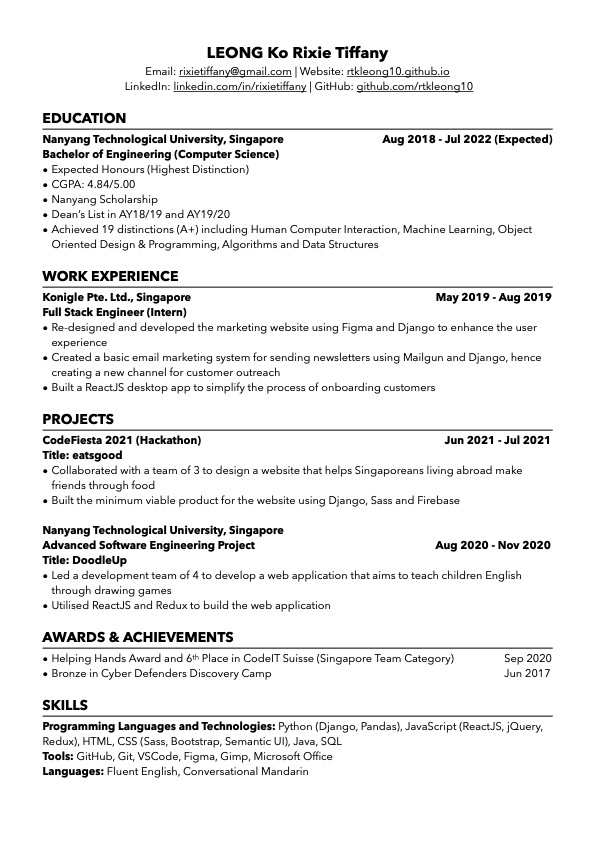 LEONG Ko Rixie Tiffany
Email: rixietiffany@gmail.com | Website: rtkleong10.github.io
LinkedIn: linkedin.com/in/rixietiffany | GitHub: github.com/rtkleong10
EDUCATION
Nanyang Technological University, Singapore Aug 2018 - Jul 2022 (Expected)
Bachelor of Engineering (Computer Science)
• Expected Honours (Highest Distinction)
• CGPA: 4.84/5.00
• Nanyang Scholarship
• Dean’s List in AY18/19 and AY19/20
• Achieved 19 distinctions (A+) including Human Computer Interaction, Machine Learning, Object
Oriented Design & Programming, Algorithms and Data Structures
WORK EXPERIENCE
Konigle Pte. Ltd., Singapore May 2019 - Aug 2019
Full Stack Engineer (Intern)
• Re-designed and developed the marketing website using Figma and Django to enhance the user
experience
• Created a basic email marketing system for sending newsletters using Mailgun and Django, hence
creating a new channel for customer outreach
• Built a ReactJS desktop app to simplify the process of onboarding customers
PROJECTS
CodeFiesta 2021 (Hackathon) Jun 2021 - Jul 2021
Title: eatsgood
• Collaborated with a team of 3 to design a website that helps Singaporeans living abroad make
friends through food
• Built the minimum viable product for the website using Django, Sass and Firebase
Nanyang Technological University, Singapore
Advanced Software Engineering Project Aug 2020 - Nov 2020
Title: DoodleUp
• Led a development team of 4 to develop a web application that aims to teach children English
through drawing games
• Utilised ReactJS and Redux to build the web application
AWARDS & ACHIEVEMENTS
• Helping Hands Award and 6th Place in CodeIT Suisse (Singapore Team Category) Sep 2020
• Bronze in Cyber Defenders Discovery Camp Jun 2017
SKILLS
Programming Languages and Technologies: Python (Django, Pandas), JavaScript (ReactJS, jQuery,
Redux), HTML, CSS (Sass, Bootstrap, Semantic UI), Java, SQL
Tools: GitHub, Git, VSCode, Figma, Gimp, Microsoft Office
Languages: Fluent English, Conversational Mandarin